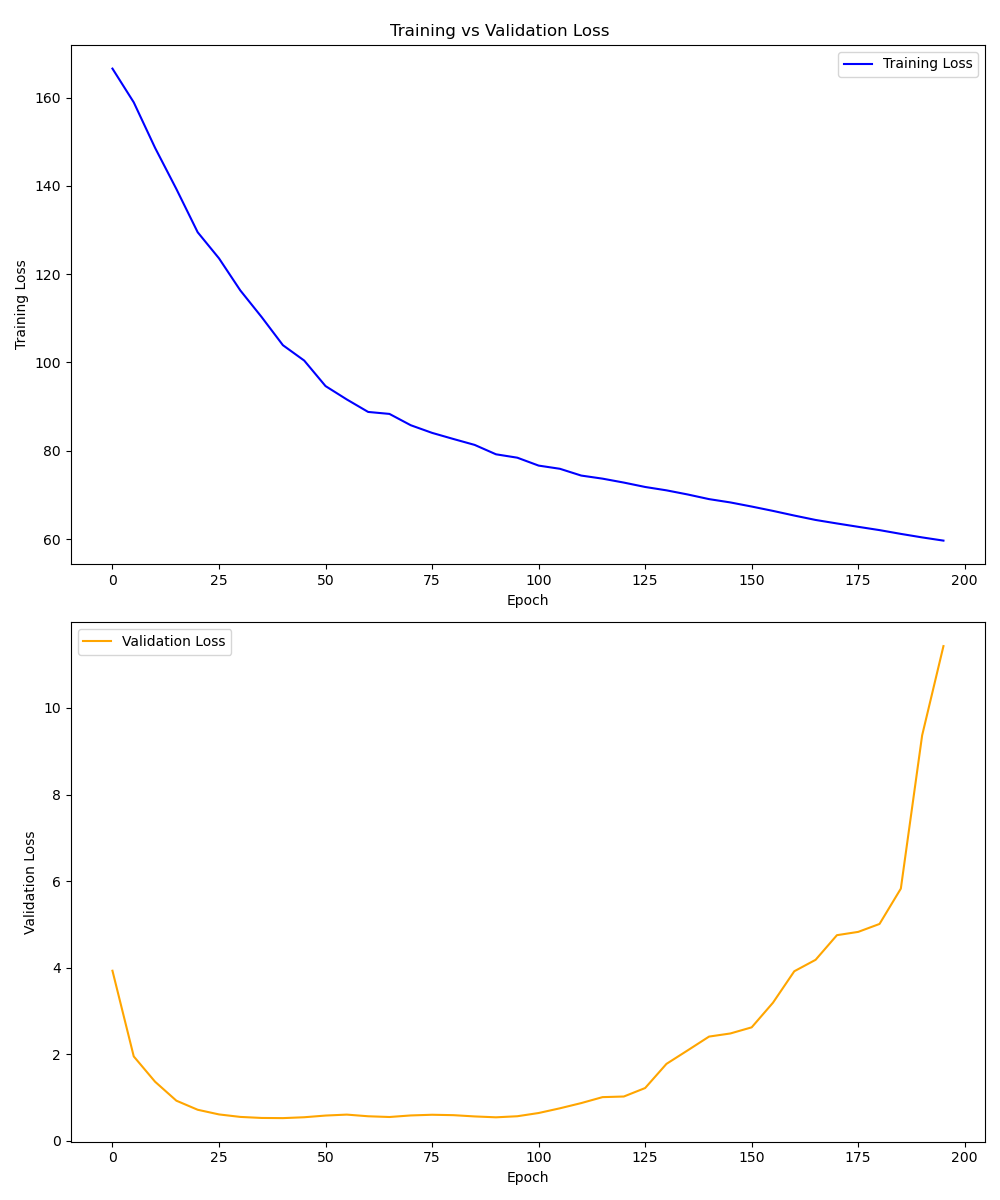 Training vs Validation Loss
Training Loss
160
140
120
100
80
60
Training Loss
0 25 50 75 100 125 150 175 200
Epoch
Validation Loss
10
8
6
4
2
0
Validation Loss
0 25 50 75 100 125 150 175 200
Epoch